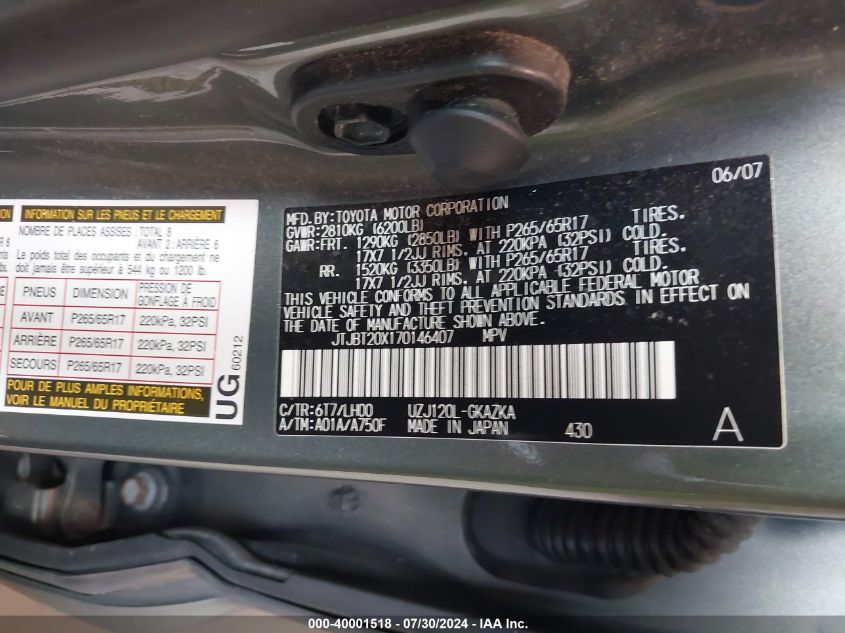 ON
INFORMATION SUR LES PNEUS ET LE CHARGEMENT
NOMBRE DE PLACES ASSISES : TOTAL 8
AVANT 2 : ARRIÈRE 6
Le poids total des occupants et du
chargement ne
doit jamais être supérieur à 544 kg ou 1200 lb.
PNEUS DIMENSION PRESSION DE GONFLAGE À FROID
AVANT P265/65R17 220kPa, 32PSI
ARRIÈRE P265/65R17 220kPa, 32PSI
SECOURS P265/65R17 220kPa, 32PSI
POUR DE PLUS AMPLES INFORMATIONS,
VOIR LE MANUEL DU PROPRIÉTAIRE
UG
60212
06/07
MFD.BY:TOYOTA MOTOR CORPORATION
GVWR:2810KG (6200LB)
GAWR:FRT. 1290KG (2850LB) WITH P265/65R17 TIRES.
17X7 1/2JJ RIMS. AT 220KPA (32PSI) COLD.
RR. 1520KG (3350LB) WITH P265/65R17 TIRES.
17X7 1/2JJ RIMS. AT 220KPA (32PSI) COLD.
THIS VEHICLE CONFORMS TO ALL APPLICABLE FEDERAL MOTOR
VEHICLE SAFETY AND THEFT PREVENTION STANDARDS IN EFFECT ON
THE DATE OF MANUFACTURE SHOWN ABOVE.
JTJBT20X170146407 MPV
C/TR:6T7/LH00 UZJ120L-GKAZKA
A/TM:A01A/A750F MADE IN JAPAN 430 A
000-40001518 - 07/30/2024 - IAA Inc.